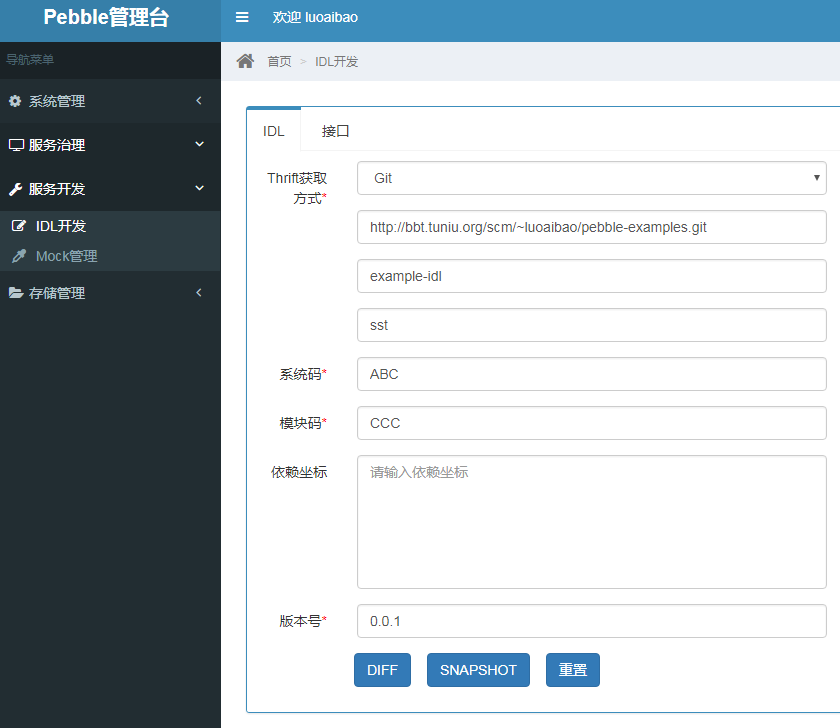 Pebble管理台
欢迎 luoaibao
导航菜单
首页 > IDL开发
系统管理
服务治理
服务开发
IDL开发
Mock管理
存储管理
IDL
接口
Thrift获取
方式*
Git
http://bbt.tuniu.org/scm/~luoaibao/pebble-examples.git
example-idl
sst
系统码*
ABC
模块码*
CCC
依赖坐标
请输入依赖坐标
版本号*
0.0.1
DIFF
SNAPSHOT
重置